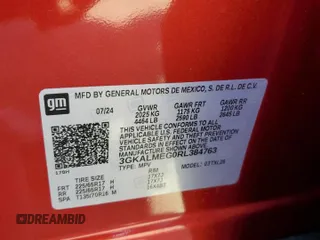 gm
MFD BY GENERAL MOTORS DE MEXICO, S. DE R.L. DE C.V.
07/24 GVWR GAWR FRT GAWR RR
2025 KG 1175 KG 1200 KG
4464 LB 2590 LB 2645 LB
THIS VEHICLE CONFORMS TO ALL APPLICABLE U.S. FEDERAL MOTOR VEHICLE SAFETY, BUMPER, AND THEFT PREVENTION STANDARDS IN EFFECT ON THE DATE OF MANUFACTURE SHOWN ABOVE.
3GKALMEG0RL384763
TYPE: MPV MODEL:
TIRE SIZE RIM
FRT 225/65R17 H 17X7
RR 225/65R17 H 17X7
SPA T135/70R16 M
DREAMBID